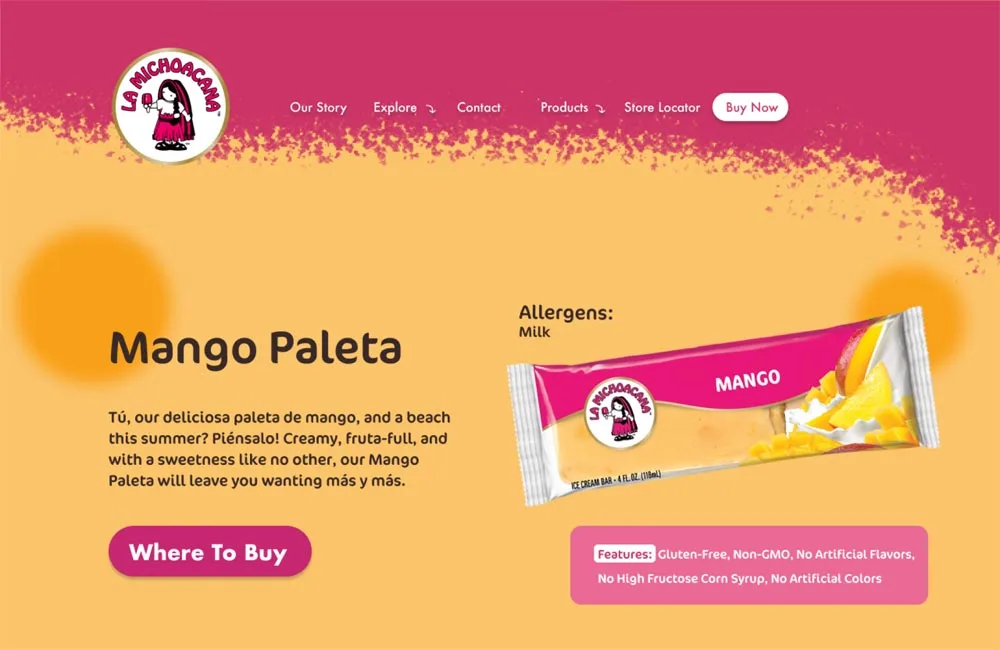 LA MICHOACANA
Our Story
Explore
Contact
Products
Store Locator
Buy Now
Mango Paleta
Tú, our deliciosa paleta de mango, and a beach
this summer? Piénsalo! Creamy, fruta-full, and
with a sweetness like no other, our Mango
Paleta will leave you wanting más y más.
Where To Buy
Allergens:
Milk
MANGO
LA MICHOACANA
ICE CREAM BAR • 4 FL. OZ. (118mL)
Features: Gluten-Free, Non-GMO, No Artificial Flavors,
No High Fructose Corn Syrup, No Artificial Colors